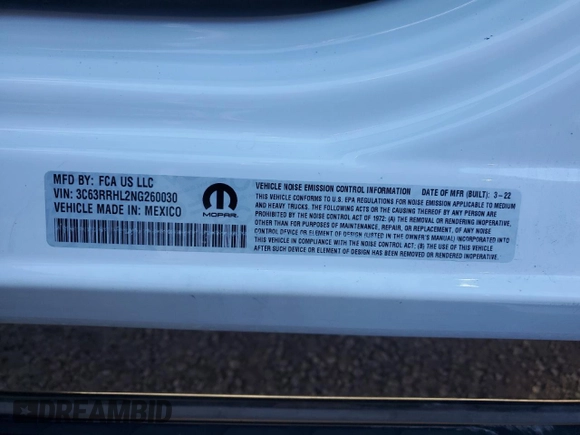 MFD BY: FCA US LLC
VIN: 3C63RRHL2NG260030
VEHICLE MADE IN: MEXICO
MOPAR
VEHICLE NOISE EMISSION CONTROL INFORMATION DATE OF MFR (BUILT): 3-22
THIS VEHICLE CONFORMS TO U.S. EPA REGULATIONS FOR NOISE EMISSION APPLICABLE TO MEDIUM
AND HEAVY TRUCKS. THE FOLLOWING ACTS OR THE CAUSING THEREOF BY ANY PERSON ARE
PROHIBITED BY THE NOISE CONTROL ACT OF 1972: (A) THE REMOVAL OR RENDERING INOPERATIVE,
OTHER THAN FOR PURPOSES OF MAINTENANCE, REPAIR, OR REPLACEMENT, OF ANY NOISE
CONTROL DEVICE OR ELEMENT OF DESIGN (LISTED IN THE OWNER'S MANUAL) INCORPORATED INTO
THIS VEHICLE IN COMPLIANCE WITH THE NOISE CONTROL ACT; (B) THE USE OF THIS VEHICLE
AFTER SUCH DEVICE OR ELEMENT OF DESIGN HAS BEEN REMOVED OR RENDERED INOPERATIVE.
DREAMBID